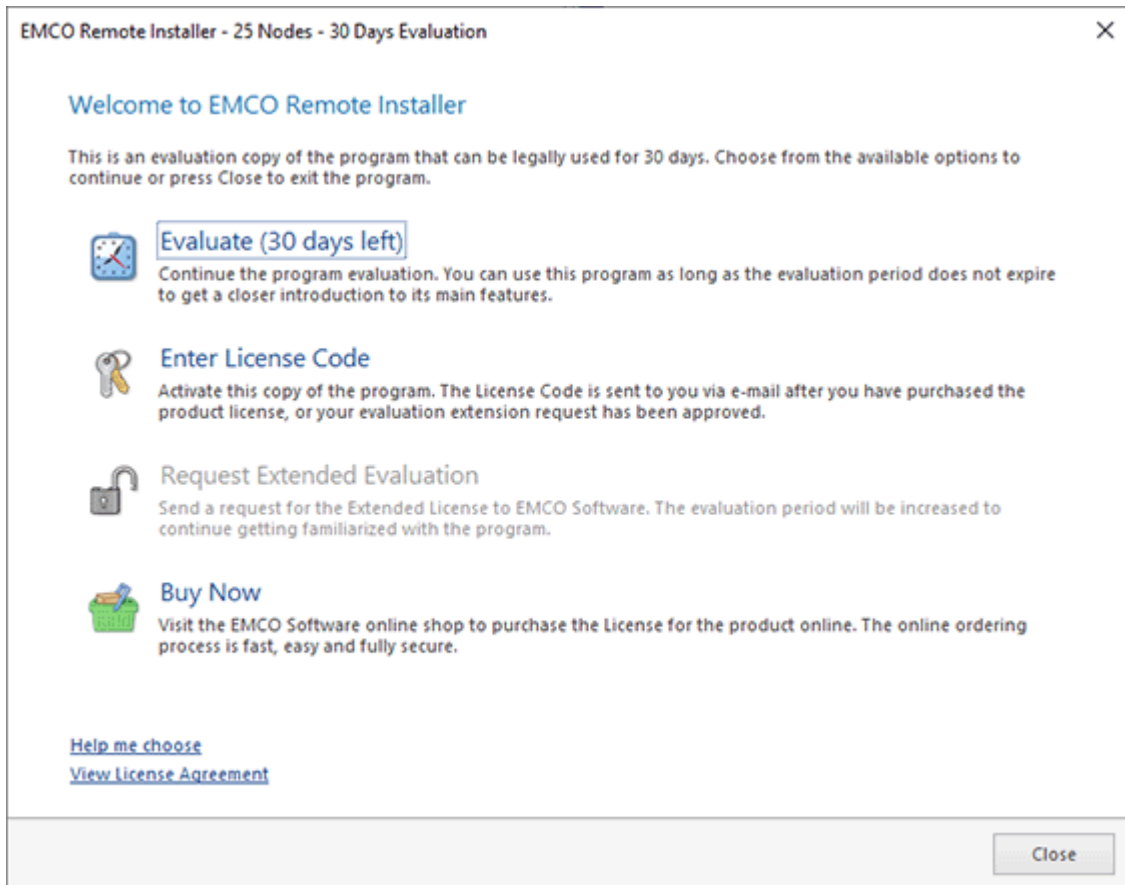 EMCO Remote Installer - 25 Nodes - 30 Days Evaluation
Welcome to EMCO Remote Installer
This is an evaluation copy of the program that can be legally used for 30 days. Choose from the available options to
continue or press Close to exit the program.
Evaluate (30 days left)
Continue the program evaluation. You can use this program as long as the evaluation period does not expire
to get a closer introduction to its main features.
Enter License Code
Activate this copy of the program. The License Code is sent to you via e-mail after you have purchased the
product license, or your evaluation extension request has been approved.
Request Extended Evaluation
Send a request for the Extended License to EMCO Software. The evaluation period will be increased to
continue getting familiarized with the program.
Buy Now
Visit the EMCO Software online shop to purchase the License for the product online. The online ordering
process is fast, easy and fully secure.
Help me choose
View License Agreement
Close